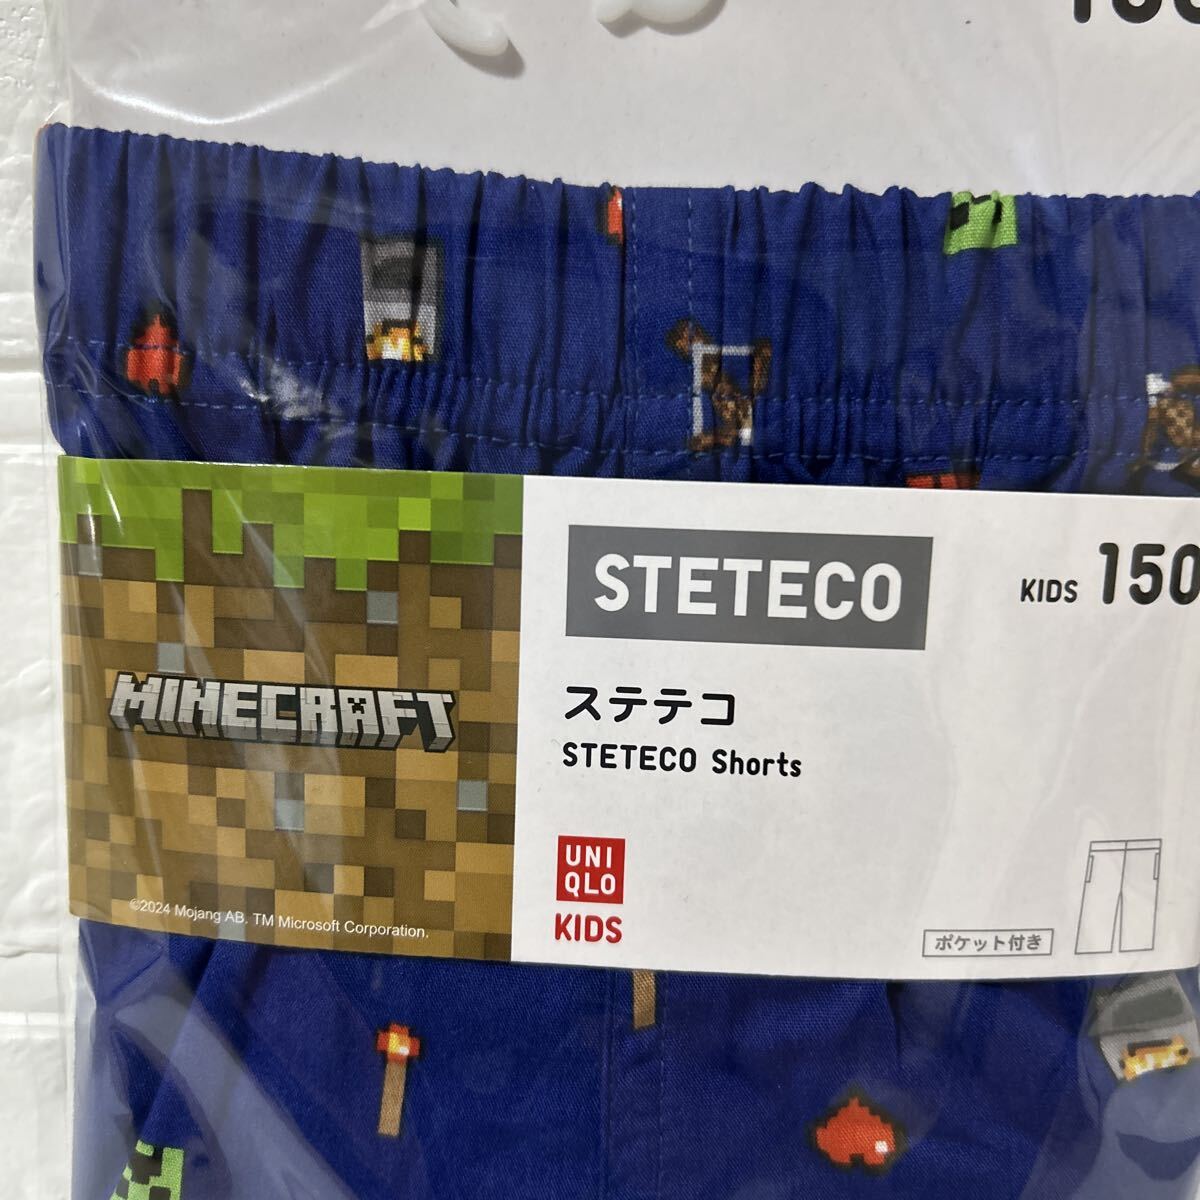 STETECO
KIDS 150
ステテコ
STETECO Shorts
MINECRAFT
UNI
QLO
KIDS
ポケット付き
©2024 Mojang AB. TM Microsoft Corporation.